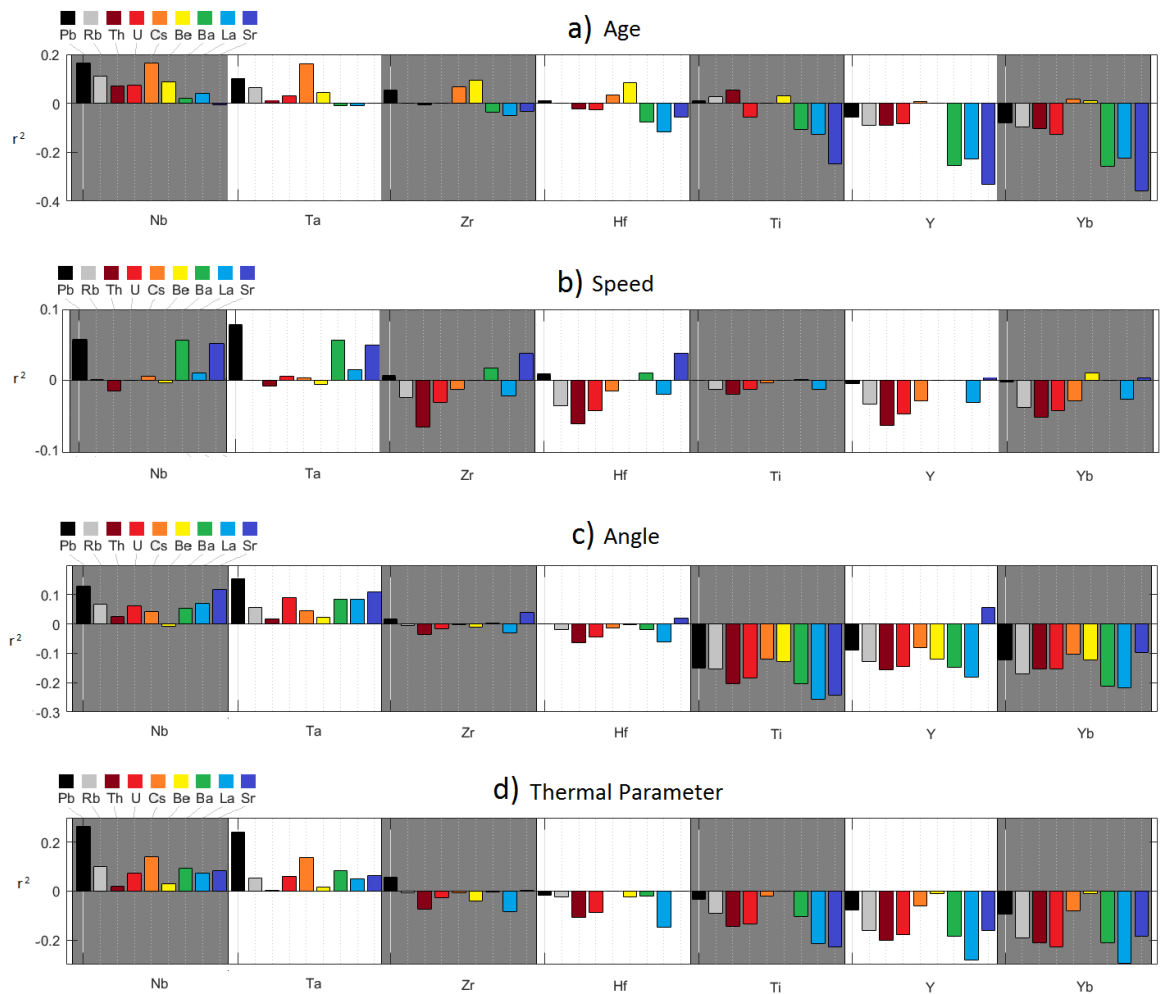 a) Age
Pb Rb Th U Cs Be Ba La Sr
0.2
0
-0.2
-0.4
r²
Nb Ta Zr Hf Ti Y Yb
b) Speed
Pb Rb Th U Cs Be Ba La Sr
0.1
0
-0.1
r²
Nb Ta Zr Hf Ti Y Yb
c) Angle
Pb Rb Th U Cs Be Ba La Sr
0.1
0
-0.1
-0.2
-0.3
r²
Nb Ta Zr Hf Ti Y Yb
d) Thermal Parameter
Pb Rb Th U Cs Be Ba La Sr
0.2
0
-0.2
r²
Nb Ta Zr Hf Ti Y Yb